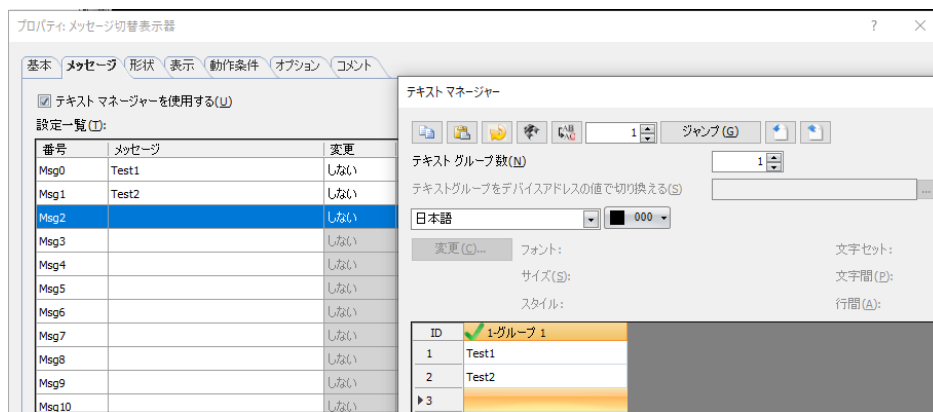 プロパティ: メッセージ切替表示器
? ×
基本 メッセージ 形状 表示 動作条件 オプション コメント
テキスト マネージャーを使用する(U)
設定一覧(T):
番号 メッセージ 変更
Msg0 Test1 しない
Msg1 Test2 しない
Msg2 しない
Msg3 しない
Msg4 しない
Msg5 しない
Msg6 しない
Msg7 しない
Msg8 しない
Msg9 しない
Msg10 しない
テキスト マネージャー
1 ジャンプ(G)
テキスト グループ数(N) 1
テキストグループをデバイスアドレスの値で切り換える(S) ...
日本語 000
変更(C)... フォント: 文字セット:
サイズ(S): 文字間(P):
スタイル: 行間(A):
ID 1-グループ 1
1 Test1
2 Test2
3